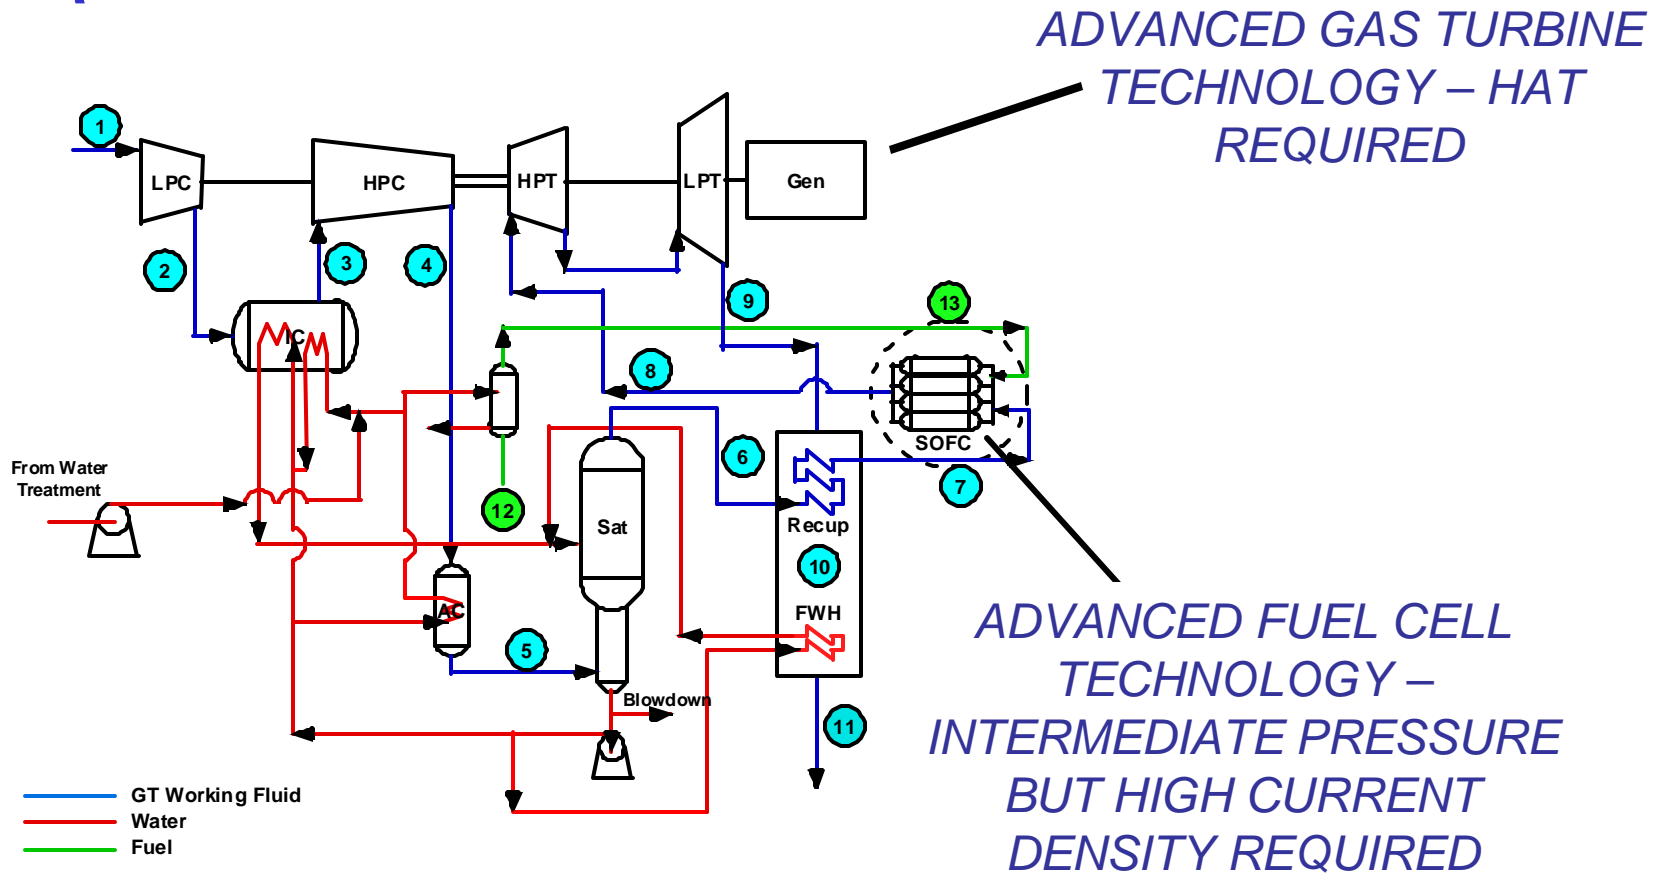 ADVANCED GAS TURBINE
TECHNOLOGY – HAT
REQUIRED
1
LPC
HPC
HPT
LPT
Gen
2
3
4
9
13
IC
8
SOFC
6
7
From Water
Treatment
12
Sat
Recup
10
AC
FWH
5
Blowdown
11
ADVANCED FUEL CELL
TECHNOLOGY –
INTERMEDIATE PRESSURE
BUT HIGH CURRENT
DENSITY REQUIRED
GT Working Fluid
Water
Fuel